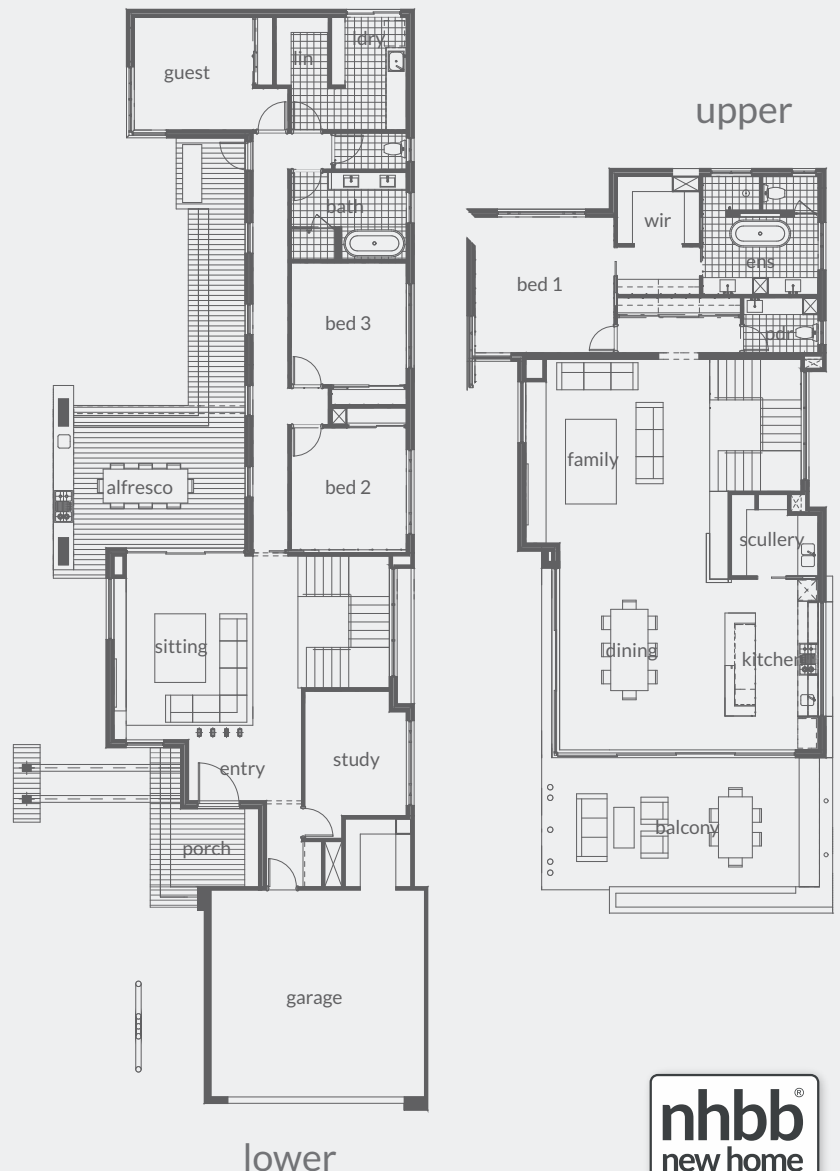 guest
lin
ldry
bath
bed 3
bed 2
alfresco
sitting
entry
study
porch
garage
lower
upper
wir
bed 1
ens
pdr
family
scullery
dining
kitchen
balcony
nhbb®
new home